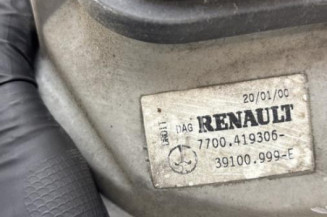 20/01/00
DAG RENAULT
7700.419306-
39100.999-E